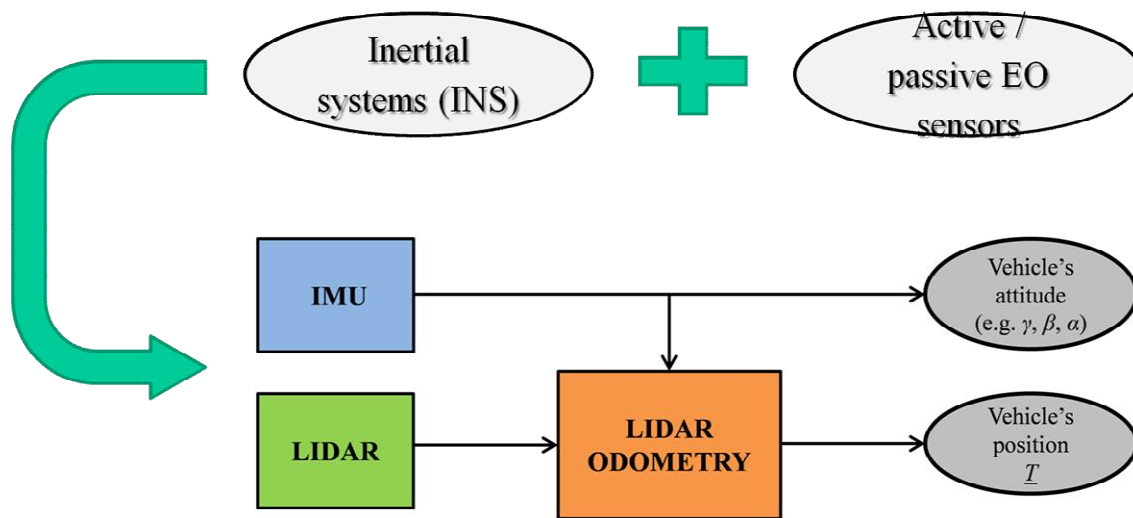 Inertial
systems (INS)
Active /
passive EO
sensors
IMU
Vehicle's
attitude
(e.g. γ, β, α)
LIDAR
LIDAR
ODOMETRY
Vehicle's
position
T